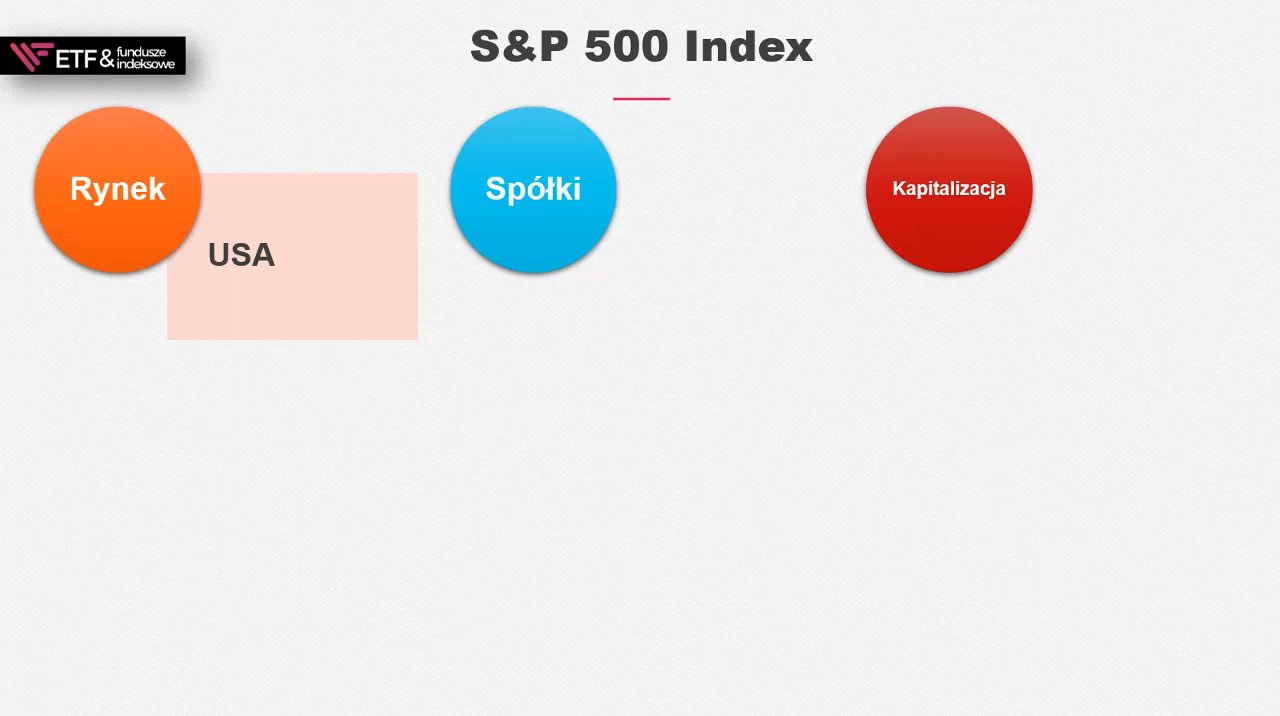 S&P 500 Index
ETF & fundusze
indeksowe
Rynek
Spółki
Kapitalizacja
USA